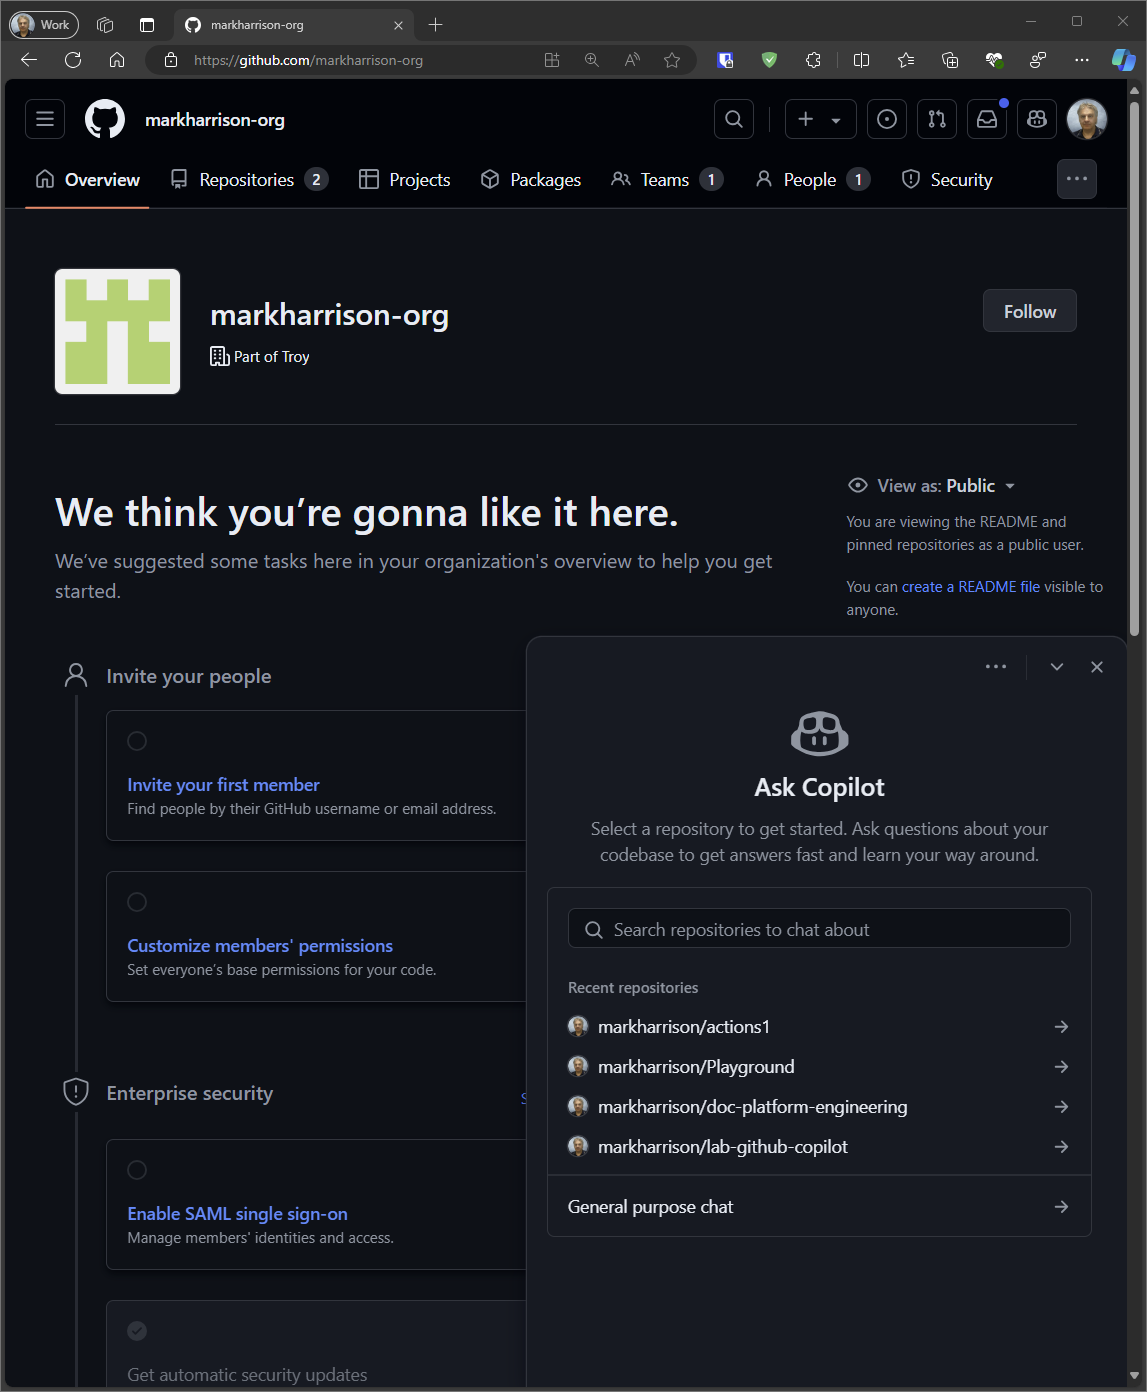 Work
markharrison-org
https://github.com/markharrison-org
markharrison-org
Overview
Repositories 2
Projects
Packages
Teams 1
People 1
Security
markharrison-org
Part of Troy
Follow
We think you’re gonna like it here.
We’ve suggested some tasks here in your organization's overview to help you get
started.
View as: Public
You are viewing the README and
pinned repositories as a public user.
You can create a README file visible to
anyone.
Invite your people
Invite your first member
Find people by their GitHub username or email address.
Customize members' permissions
Set everyone’s base permissions for your code.
Enterprise security
S
Enable SAML single sign-on
Manage members' identities and access.
Get automatic security updates
Ask Copilot
Select a repository to get started. Ask questions about your
codebase to get answers fast and learn your way around.
Search repositories to chat about
Recent repositories
markharrison/actions1
markharrison/Playground
markharrison/doc-platform-engineering
markharrison/lab-github-copilot
General purpose chat